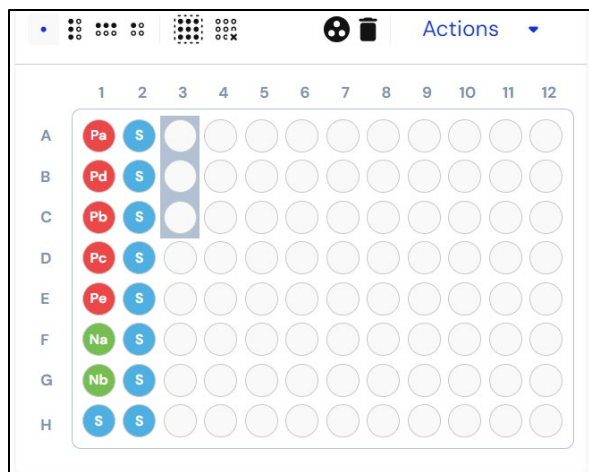 Actions
1 2 3 4 5 6 7 8 9 10 11 12
A Pa S
B Pd S
C Pb S
D Pc S
E Pe S
F Na S
G Nb S
H S S